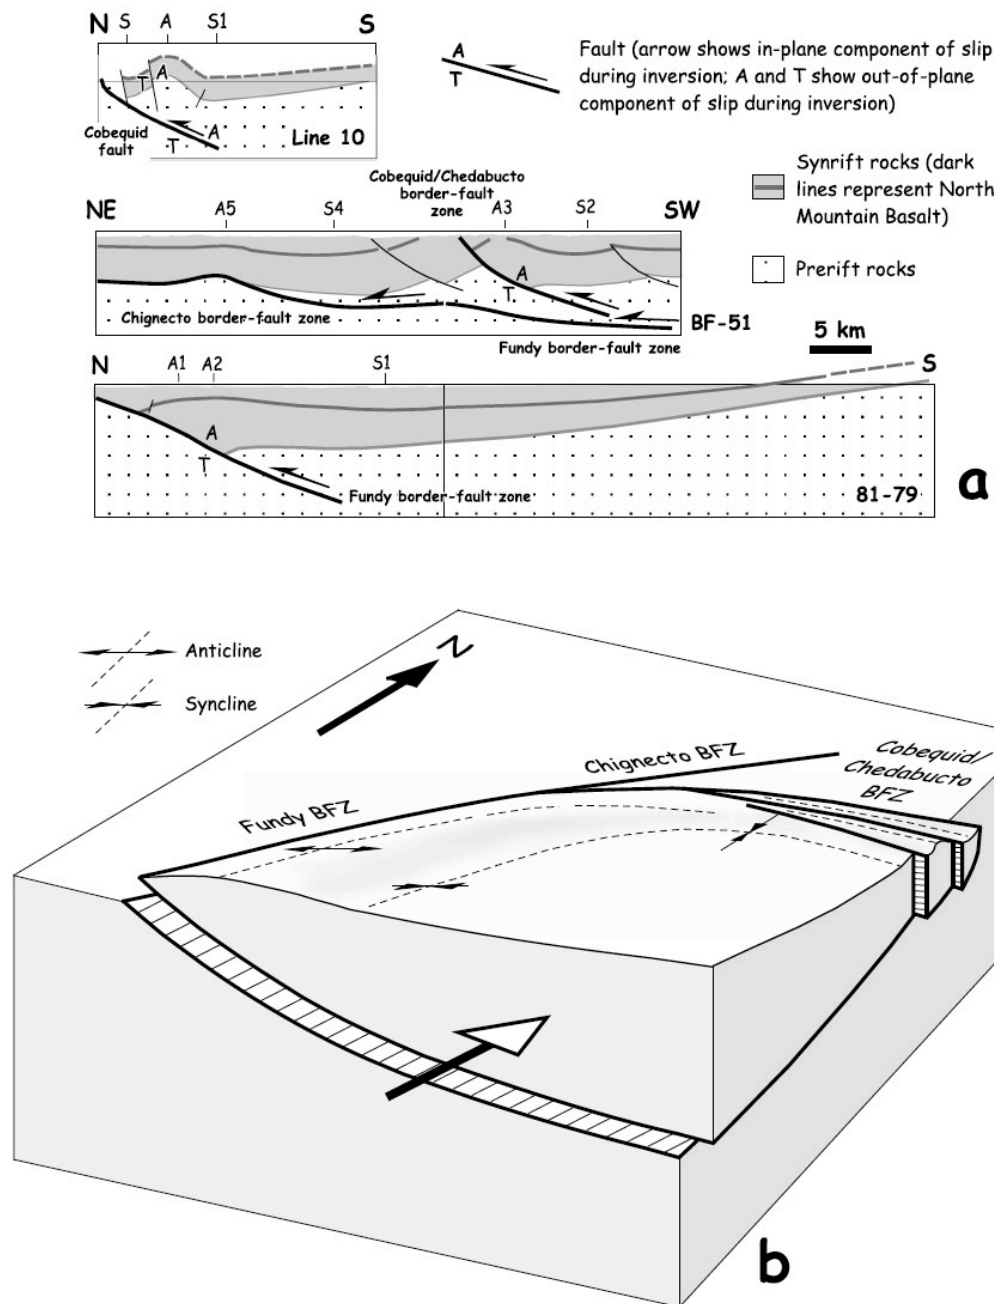 N S A S1 S
A
T
Fault (arrow shows in-plane component of slip
during inversion; A and T show out-of-plane
component of slip during inversion)
T A
Cobequid
fault
A
T
Line 10
Synrift rocks (dark
lines represent North
Mountain Basalt)
Prerift rocks
Cobequid/Chedabucto
border-fault
zone
NE A5 S4 A3 S2 SW
A
T
Chignecto border-fault zone
BF-51
Fundy border-fault zone
5 km
N A1 A2 S1 S
A
T
Fundy border-fault zone
81-79
a
Anticline
Syncline
N
Chignecto BFZ
Cobequid/
Chedabucto
BFZ
Fundy BFZ
b